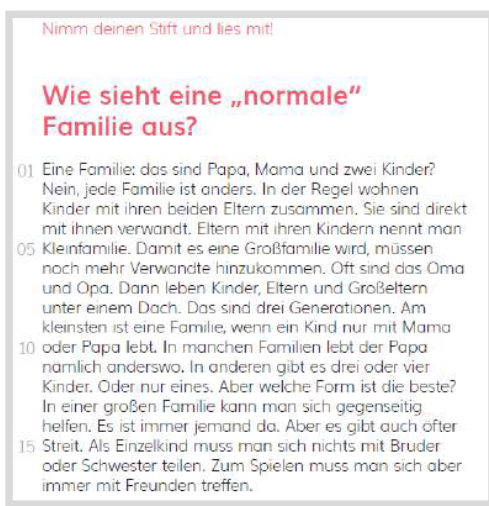 Nimm deinen Stift und lies mit!
Wie sieht eine „normale“
Familie aus?
01 Eine Familie: das sind Papa, Mama und zwei Kinder?
Nein, jede Familie ist anders. In der Regel wohnen
Kinder mit ihren beiden Eltern zusammen. Sie sind direkt
mit ihnen verwandt. Eltern mit ihren Kindern nennt man
05 Kleinfamilie. Damit es eine Großfamilie wird, müssen
noch mehr Verwandte hinzukommen. Oft sind das Oma
und Opa. Dann leben Kinder, Eltern und Großeltern
unter einem Dach. Das sind drei Generationen. Am
kleinsten ist eine Familie, wenn ein Kind nur mit Mama
10 oder Papa lebt. In manchen Familien lebt der Papa
nämlich anderswo. In anderen gibt es drei oder vier
Kinder. Oder nur eines. Aber welche Form ist die beste?
In einer großen Familie kann man sich gegenseitig
helfen. Es ist immer jemand da. Aber es gibt auch öfter
15 Streit. Als Einzelkind muss man sich nichts mit Bruder
oder Schwester teilen. Zum Spielen muss man sich aber
immer mit Freunden treffen.